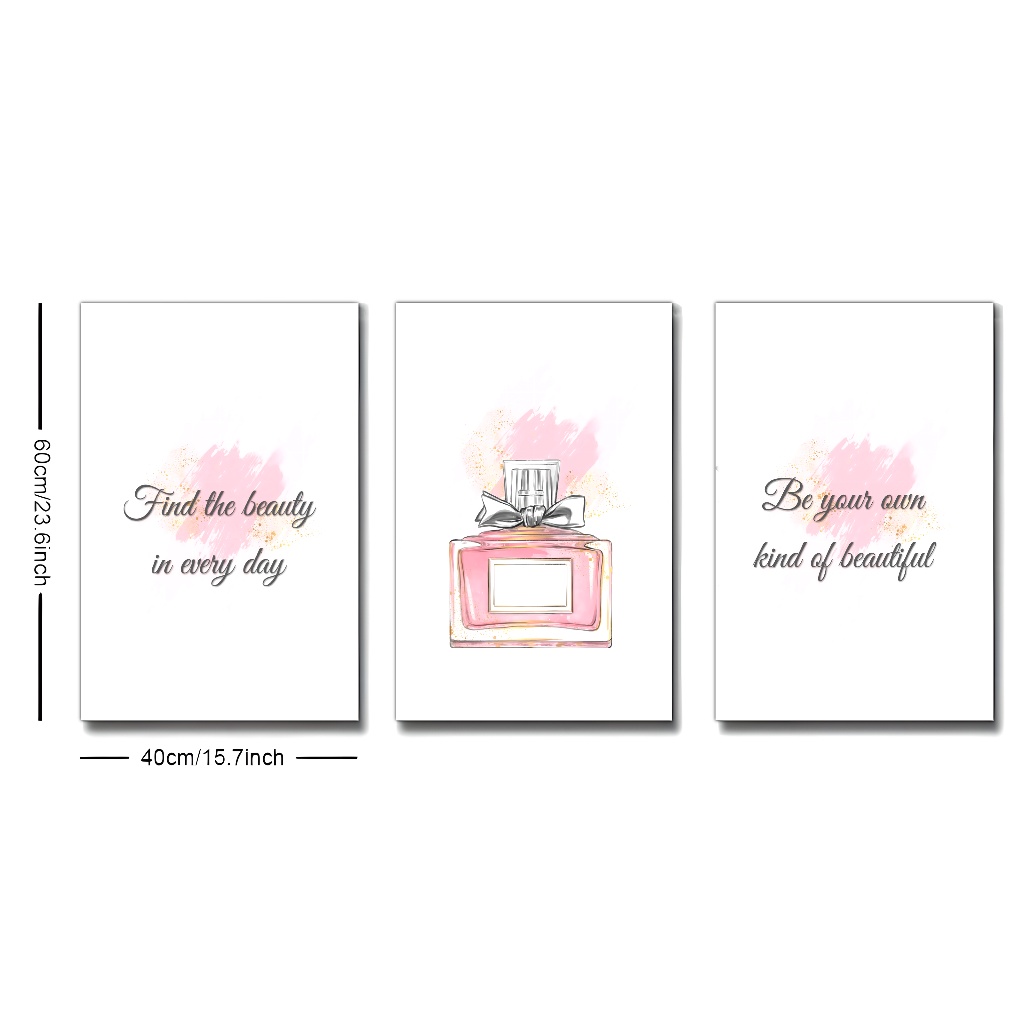 60cm/23.6inch
Find the beauty
in every day
Be your own
kind of beautiful
40cm/15.7inch